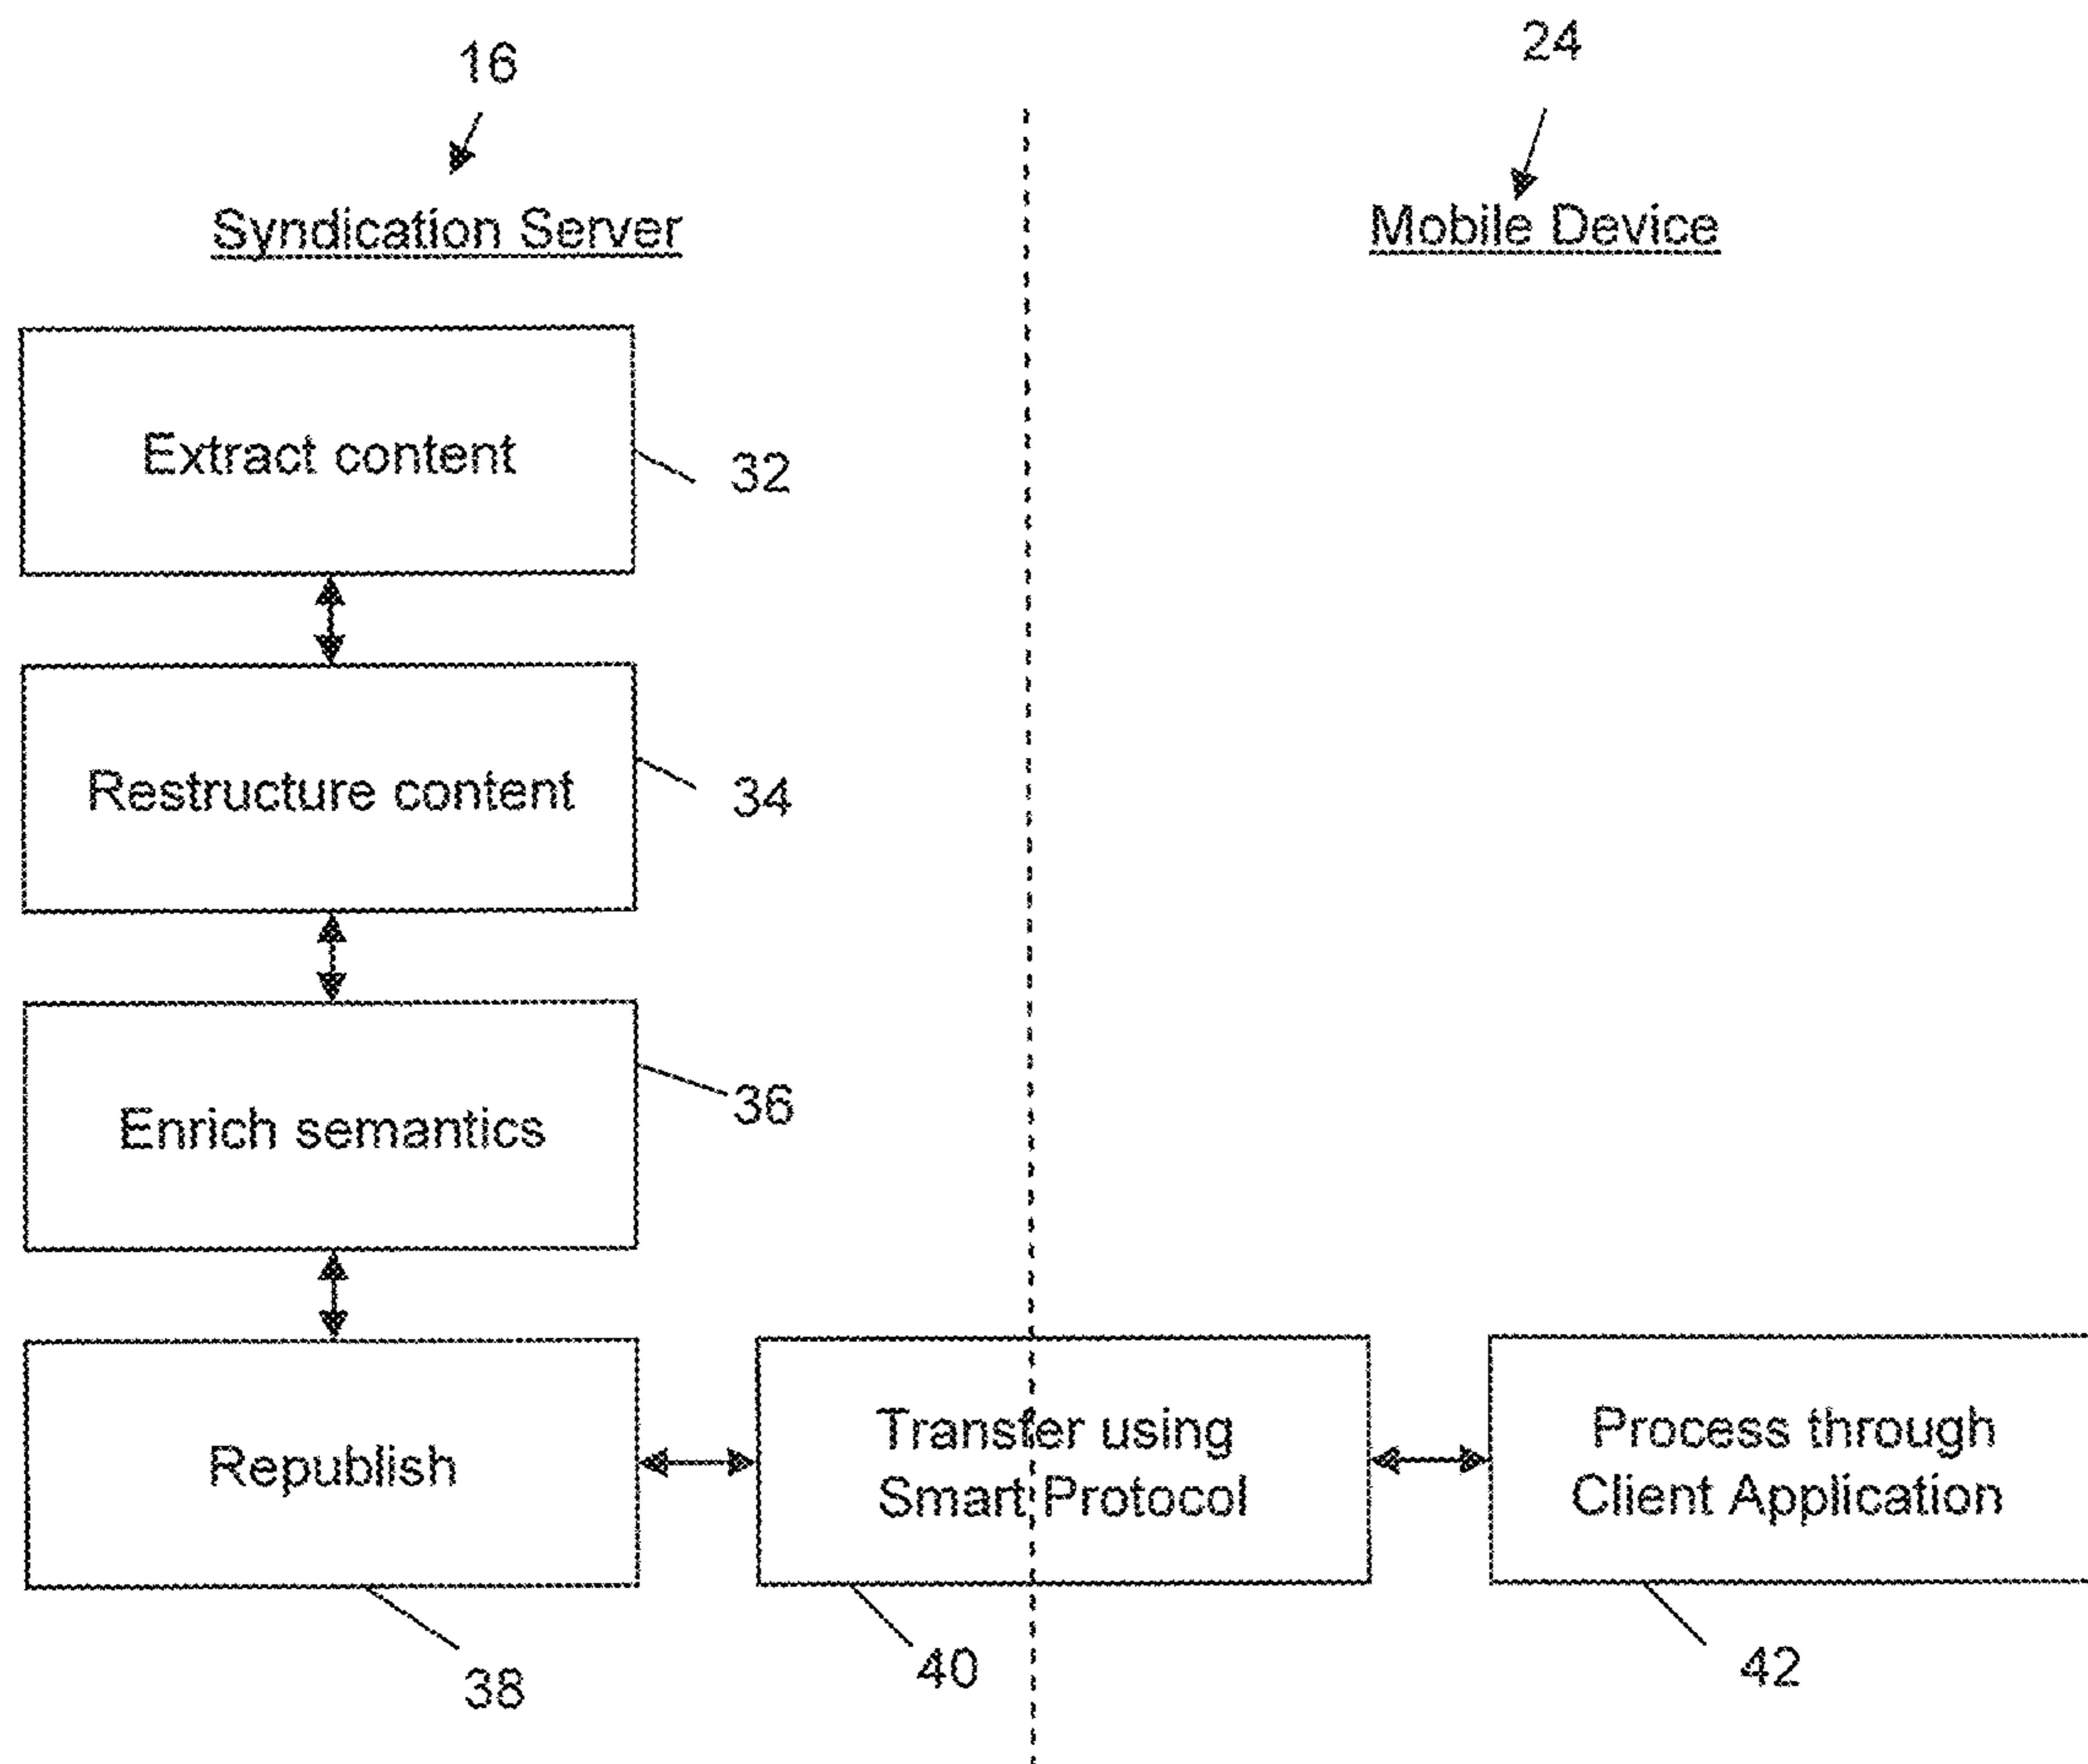 16
24
Syndication Server
Mobile Device
Extract content
32
Restructure content
34
Enrich semantics
36
Republish
Transfer using
Smart Protocol
Process through
Client Application
38
40
42